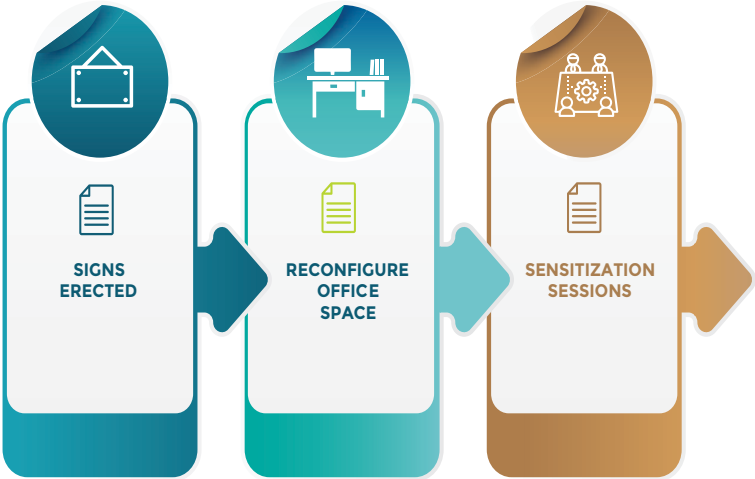 SIGNS
ERECTED
RECONFIGURE
OFFICE
SPACE
SENSITIZATION
SESSIONS